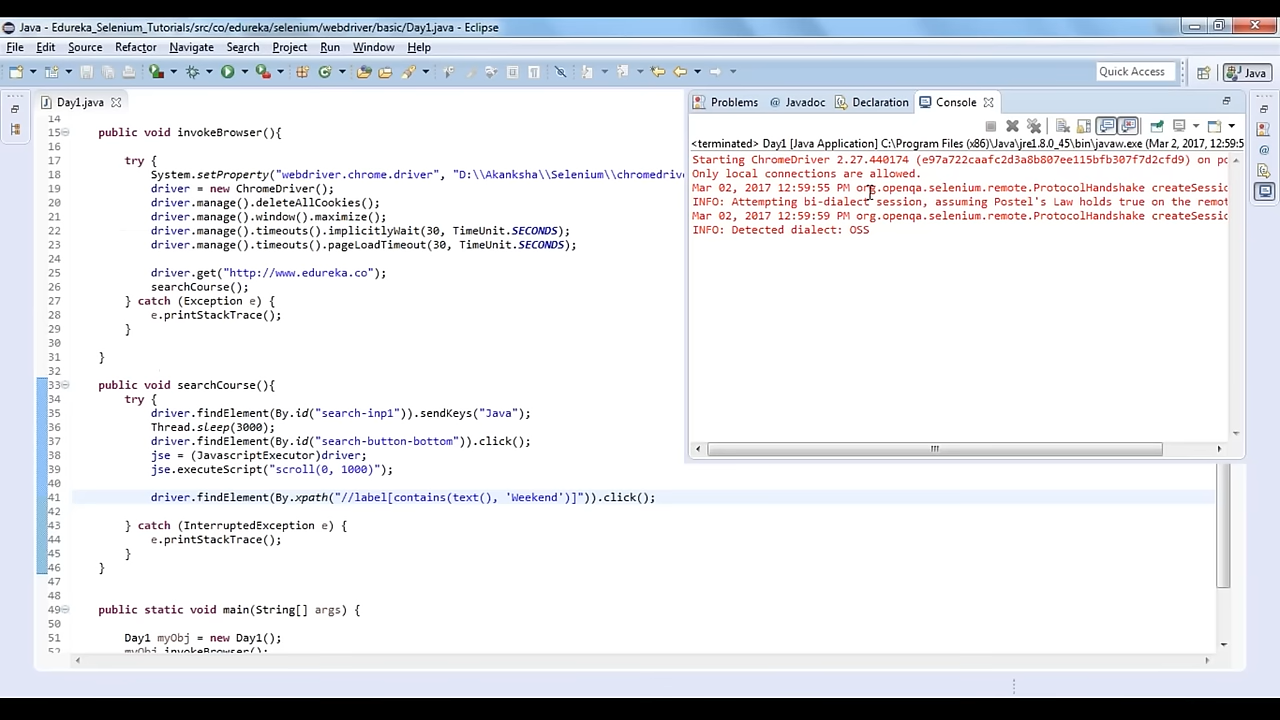 Java - Edureka_Selenium_Tutorials/src/co/edureka/selenium/webdriver/basic/Day1.java - Eclipse
File Edit Source Refactor Navigate Search Project Run Window Help
Quick Access Java
Day1.java
14
15 public void invokeBrowser(){
16
17 try {
18 System.setProperty("webdriver.chrome.driver", "D:\\Akanksha\\Selenium\\chromedriver
19 driver = new ChromeDriver();
20 driver.manage().deleteAllCookies();
21 driver.manage().window().maximize();
22 driver.manage().timeouts().implicitlyWait(30, TimeUnit.SECONDS);
23 driver.manage().timeouts().pageLoadTimeout(30, TimeUnit.SECONDS);
24
25 driver.get("http://www.edureka.co");
26 searchCourse();
27 } catch (Exception e) {
28 e.printStackTrace();
29 }
30
31 }
32
33 public void searchCourse(){
34 try {
35 driver.findElement(By.id("search-inp1")).sendKeys("Java");
36 Thread.sleep(3000);
37 driver.findElement(By.id("search-button-bottom")).click();
38 jse = (JavascriptExecutor)driver;
39 jse.executeScript("scroll(0, 1000)");
40
41 driver.findElement(By.xpath("//label[contains(text(), 'Weekend')]")).click();
42
43 } catch (InterruptedException e) {
44 e.printStackTrace();
45 }
46 }
47
48
49 public static void main(String[] args) {
50
51 Day1 myObj = new Day1();
52 myObj.invokeBrowser();
Problems Javadoc Declaration Console
<terminated> Day1 [Java Application] C:\Program Files (x86)\Java\jre1.8.0_45\bin\javaw.exe (Mar 2, 2017, 12:59:5
Starting ChromeDriver 2.27.440174 (e97a722caafc2d3a8b807ee115bfb307f7d2cfd9) on po
Only local connections are allowed.
Mar 02, 2017 12:59:55 PM org.openqa.selenium.remote.ProtocolHandshake createSessio
INFO: Attempting bi-dialect session, assuming Postel's Law holds true on the remot
Mar 02, 2017 12:59:59 PM org.openqa.selenium.remote.ProtocolHandshake createSessio
INFO: Detected dialect: OSS